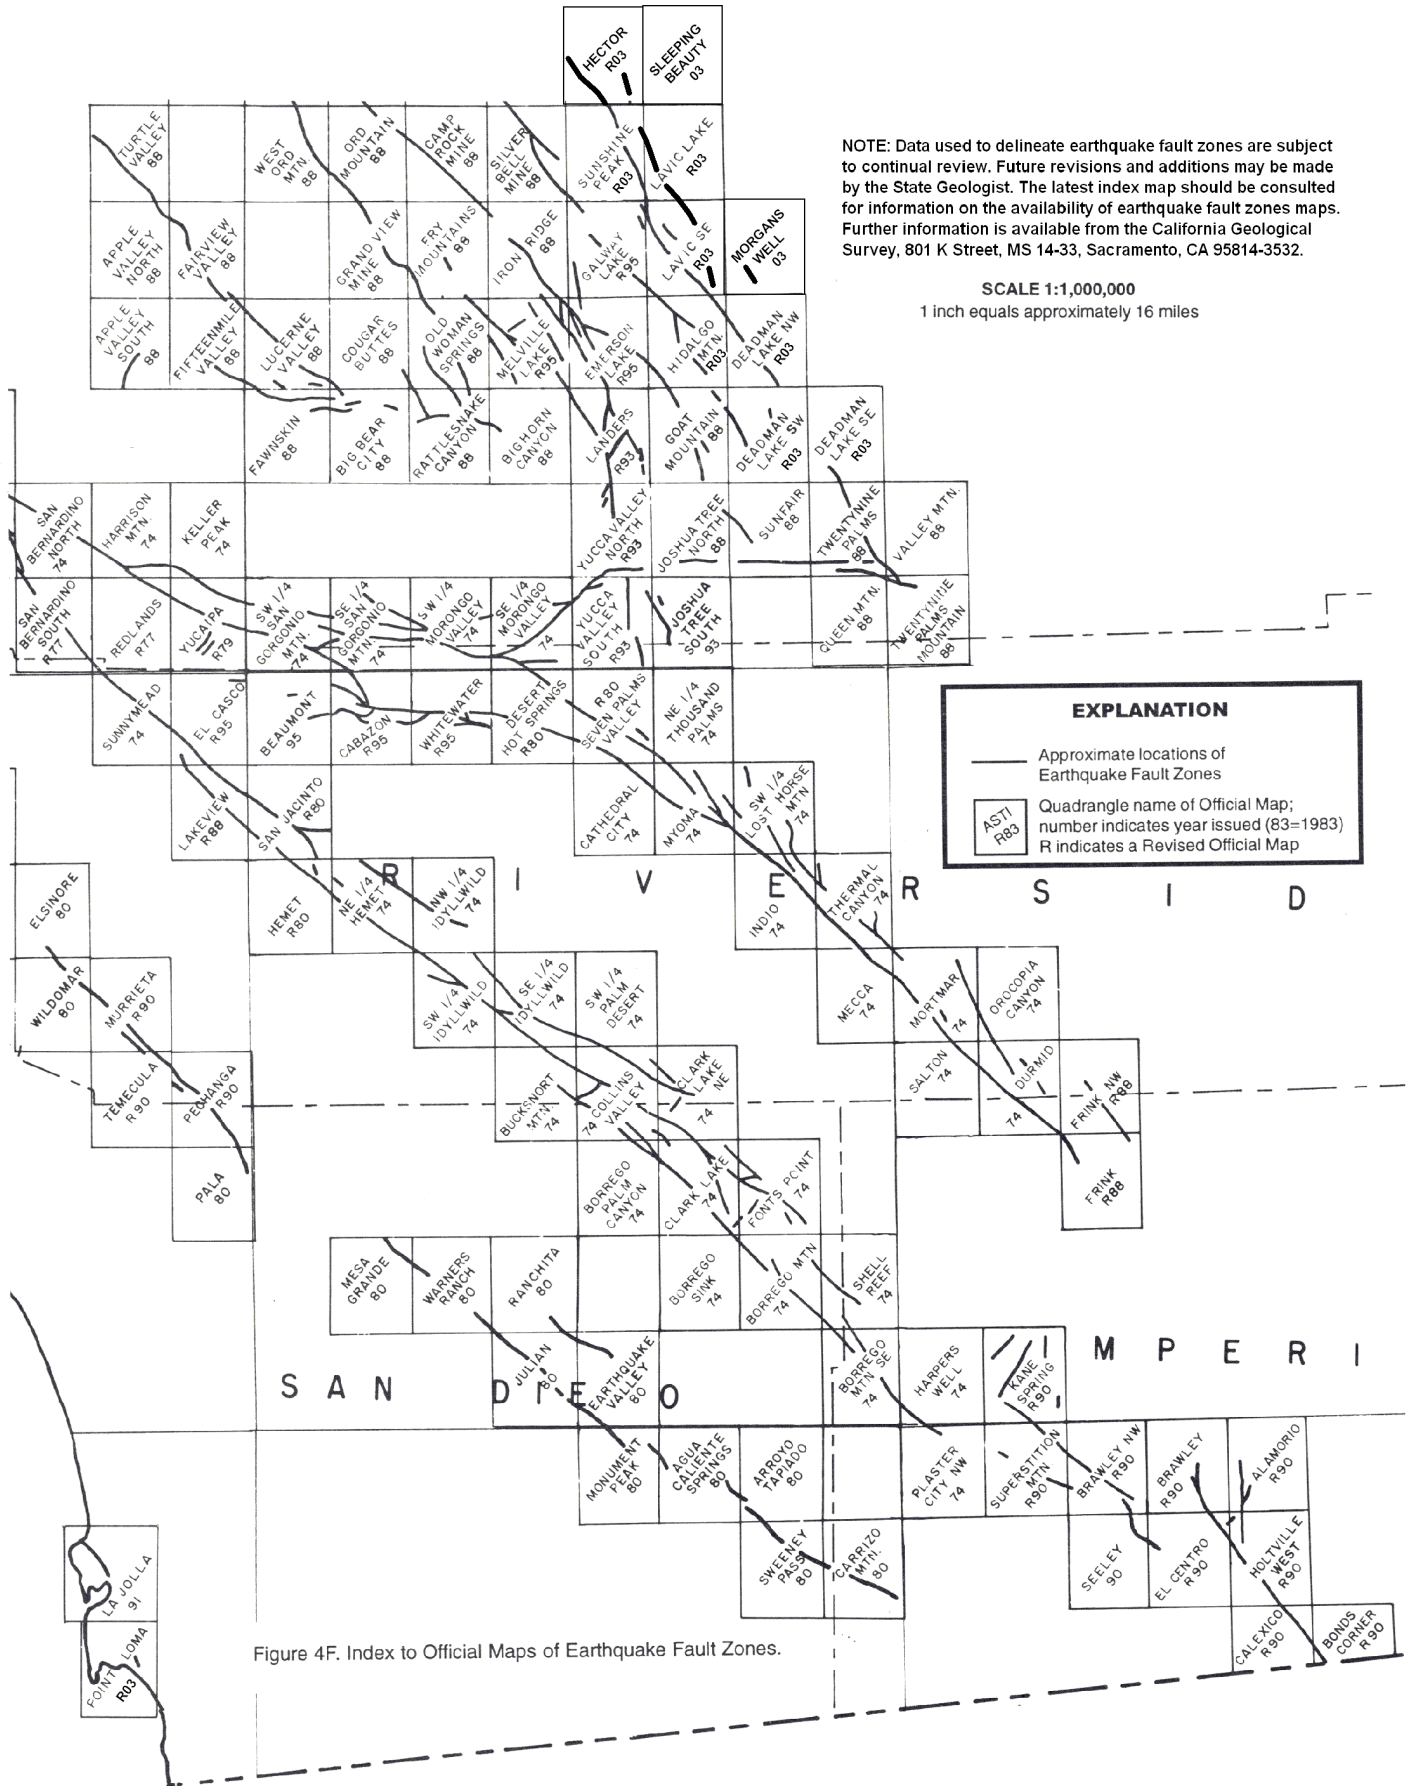 HECTOR
R03
SLEEPING
BEAUTY
03
TURTLE
VALLEY
88
WEST
ORD
MTN.
88
ORD
MOUNTAIN
88
CAMP
ROCK
MINE
88
SILVER
BELL
MINE
88
SUNSHINE
PEAK
R03
LAVIC LAKE
R03
NOTE: Data used to delineate earthquake fault zones are subject
to continual review. Future revisions and additions may be made
by the State Geologist. The latest index map should be consulted
for information on the availability of earthquake fault zones maps.
Further information is available from the California Geological
Survey, 801 K Street, MS 14-33, Sacramento, CA 95814-3532.
SCALE 1:1,000,000
1 inch equals approximately 16 miles
APPLE
VALLEY
NORTH
88
FAIRVIEW
VALLEY
88
GRAND VIEW
MINE
88
FRY
MOUNTAINS
88
IRON RIDGE
88
GALWAY
LAKE
R95
LAVIC SE
R03
MORGANS
WELL
03
APPLE
VALLEY
SOUTH
88
FIFTEENMILE
VALLEY
88
LUCERNE
VALLEY
88
COUGAR
BUTTES
88
OLD
WOMAN
SPRINGS
88
MELVILLE
LAKE
R95
EMERSON
LAKE
R95
HIDALGO
MTN.
R03
DEADMAN
LAKE NW
R03
FAWNSKIN
88
BIG BEAR
CITY
88
RATTLESNAKE
CANYON
88
BIGHORN
CANYON
88
LANDERS
R93
GOAT
MOUNTAIN
88
DEADMAN
LAKE SW
R03
DEADMAN
LAKE SE
R03
SAN
BERNARDINO
NORTH
74
HARRISON
MTN.
74
KELLER
PEAK
74
YUCCA VALLEY
NORTH
R93
JOSHUA TREE
NORTH
88
SUNFAIR
88
TWENTYNINE
PALMS
88
VALLEY MTN.
88
SAN
BERNARDINO
SOUTH
R77
REDLANDS
R77
YUCAIPA
R79
SW 1/4
SAN
GORGONIO
MTN.
74
SE 1/4
SAN
GORGONIO
MTN.
74
SW 1/4
MORONGO
VALLEY
74
SE 1/4
MORONGO
VALLEY
74
YUCCA
VALLEY
SOUTH
R93
JOSHUA
TREE
SOUTH
93
QUEEN MTN.
88
TWENTYNINE
PALMS
MOUNTAIN
88
SUNNYMEAD
74
EL CASCO
R95
BEAUMONT
95
CABAZON
R95
WHITEWATER
R95
DESERT
HOT SPRINGS
R80
R80
SEVEN PALMS
VALLEY
NE 1/4
THOUSAND
PALMS
74
EXPLANATION
Approximate locations of
Earthquake Fault Zones
ASTI
R83
Quadrangle name of Official Map;
number indicates year issued (83=1983)
R indicates a Revised Official Map
LAKEVIEW
R88
SAN JACINTO
R80
CATHEDRAL
CITY
74
MYOMA
74
SW 1/4
LOST HORSE
MTN
74
R I V E R S I D
ELSINORE
80
HEMET
R80
NE 1/4
HEMET
74
NW 1/4
IDYLLWILD
74
INDIO
74
THERMAL
CANYON
74
WILDOMAR
80
MURRIETA
R90
SW 1/4
IDYLLWILD
74
SE 1/4
IDYLLWILD
74
SW 1/4
PALM
DESERT
74
MECCA
74
MORTMAR
74
OROCOPIA
CANYON
74
TEMECULA
R90
PECHANGA
R90
BUCKSNORT
MTN.
74
COLLINS
VALLEY
74
CLARK
LAKE
NE
74
SALTON
74
DURMID
74
FRINK NW
R88
PALA
80
BORREGO
PALM
CANYON
74
CLARK LAKE
74
FONTS POINT
74
FRINK
R88
MESA
GRANDE
80
WARNERS
RANCH
80
RANCHITA
80
BORREGO
SINK
74
BORREGO MTN
74
SHELL
REEF
74
S A N D I E O
JULIAN
80
EARTHQUAKE
VALLEY
80
BORREGO
MTN SE
74
HARPERS
WELL
74
KANE
SPRING
R90
I M P E R I
MONUMENT
PEAK
80
AGUA
CALIENTE
SPRINGS
80
ARROYO
TAPIADO
80
PLASTER
CITY NW
74
SUPERSTITION
MTN
R90
BRAWLEY NW
R90
BRAWLEY
R90
ALAMORIO
R90
SWEENEY
PASS
80
CARRIZO
MTN.
80
SEELEY
90
EL CENTRO
R90
HOLTVILLE
WEST
R90
LA JOLLA
91
POINT LOMA
R03
CALEXICO
R90
BONDS
CORNER
R90
Figure 4F. Index to Official Maps of Earthquake Fault Zones.